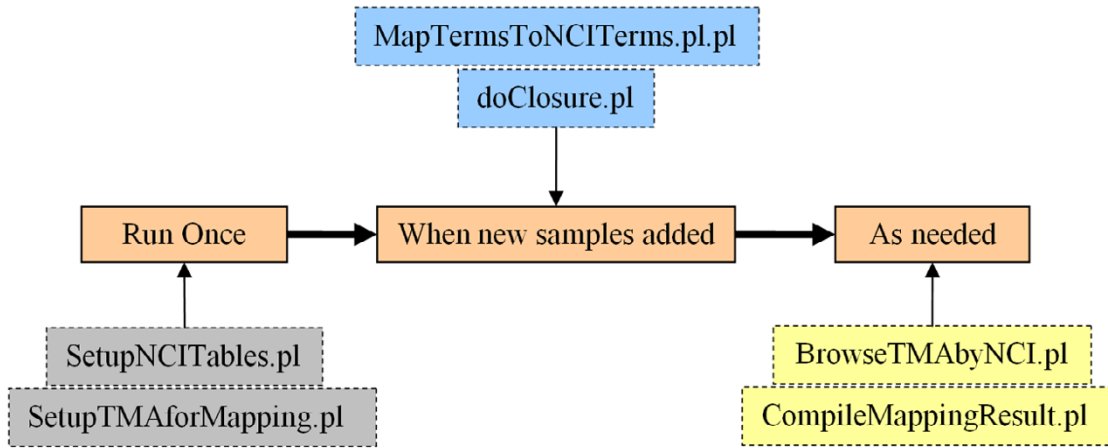 MapTermsToNCITerms.pl.pl
doClosure.pl
Run Once
When new samples added
As needed
SetupNCITables.pl
SetupTMAforMapping.pl
BrowseTMAbyNCI.pl
CompileMappingResult.pl